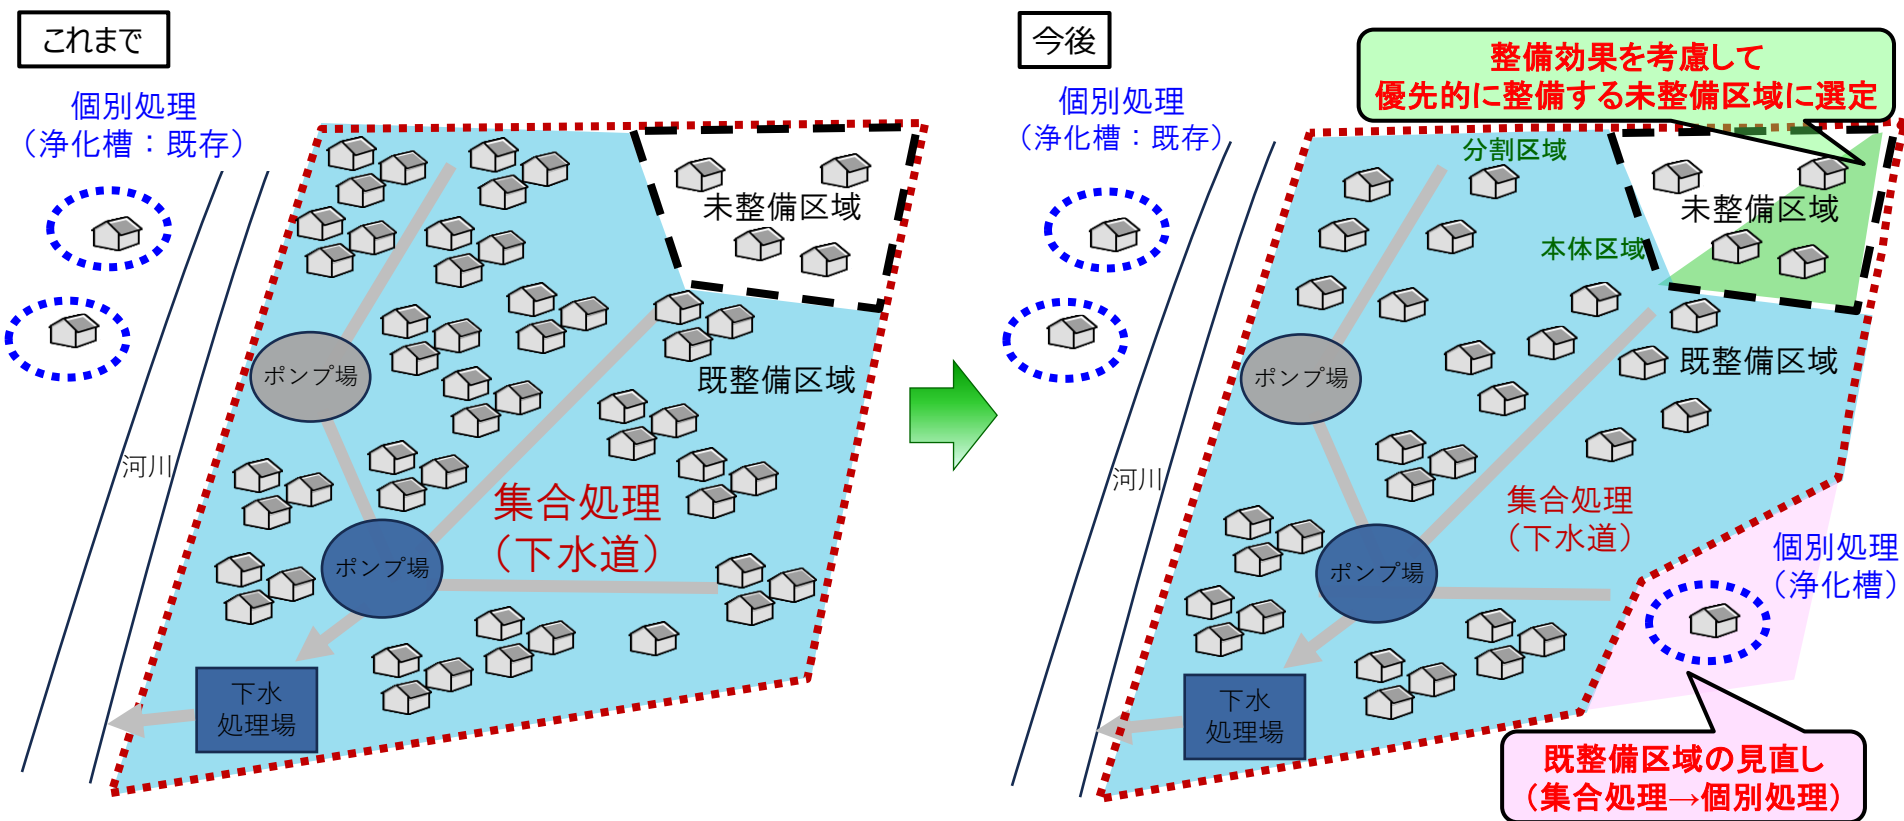 これまで
個別処理
（浄化槽：既存）
未整備区域
ポンプ場
既整備区域
河川
集合処理
（下水道）
ポンプ場
下水
処理場
今後
整備効果を考慮して
優先的に整備する未整備区域に選定
個別処理
（浄化槽：既存）
分割区域
未整備区域
本体区域
ポンプ場
既整備区域
河川
集合処理
（下水道）
ポンプ場
個別処理
（浄化槽）
下水
処理場
既整備区域の見直し
（集合処理→個別処理）